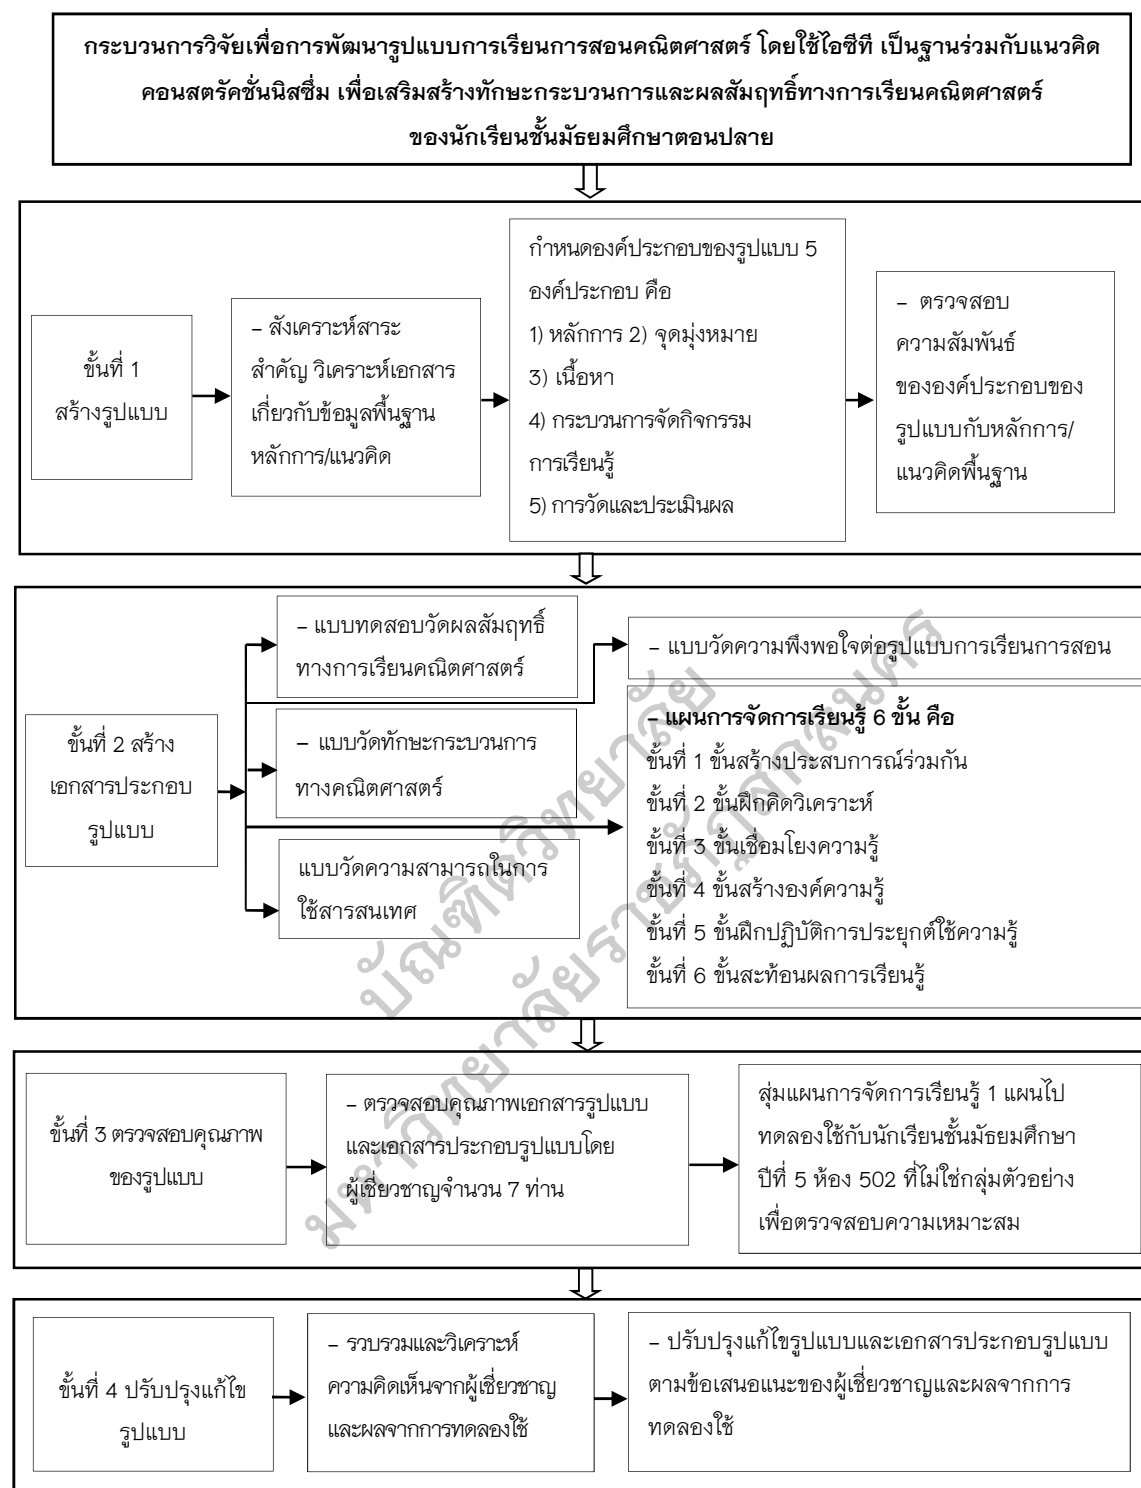 กระบวนการวิจัยเพื่อการพัฒนารูปแบบการเรียนการสอนคณิตศาสตร์ โดยใช้ไอซีที เป็นฐานร่วมกับแนวคิด
คอนสตรัคชั่นนิสซึ่ม เพื่อเสริมสร้างทักษะกระบวนการและผลสัมฤทธิ์ทางการเรียนคณิตศาสตร์
ของนักเรียนชั้นมัธยมศึกษาตอนปลาย
ขั้นที่ 1
สร้างรูปแบบ
– สังเคราะห์สาระ
สำคัญ วิเคราะห์เอกสาร
เกี่ยวกับข้อมูลพื้นฐาน
หลักการ/แนวคิด
กำหนดองค์ประกอบของรูปแบบ 5
องค์ประกอบ คือ
1) หลักการ 2) จุดมุ่งหมาย
3) เนื้อหา
4) กระบวนการจัดกิจกรรม
การเรียนรู้
5) การวัดและประเมินผล
– ตรวจสอบ
ความสัมพันธ์
ขององค์ประกอบของ
รูปแบบกับหลักการ/
แนวคิดพื้นฐาน
ขั้นที่ 2 สร้าง
เอกสารประกอบ
รูปแบบ
– แบบทดสอบวัดผลสัมฤทธิ์
ทางการเรียนคณิตศาสตร์
– แบบวัดทักษะกระบวนการ
ทางคณิตศาสตร์
แบบวัดความสามารถในการ
ใช้สารสนเทศ
– แบบวัดความพึงพอใจต่อรูปแบบการเรียนการสอน
– แผนการจัดการเรียนรู้ 6 ขั้น คือ
ขั้นที่ 1 ขั้นสร้างประสบการณ์ร่วมกัน
ขั้นที่ 2 ขั้นฝึกคิดวิเคราะห์
ขั้นที่ 3 ขั้นเชื่อมโยงความรู้
ขั้นที่ 4 ขั้นสร้างองค์ความรู้
ขั้นที่ 5 ขั้นฝึกปฏิบัติการประยุกต์ใช้ความรู้
ขั้นที่ 6 ขั้นสะท้อนผลการเรียนรู้
บัณฑิตวิทยาลัย
มหาวิทยาลัยราชภัฏสกลนคร
ขั้นที่ 3 ตรวจสอบคุณภาพ
ของรูปแบบ
– ตรวจสอบคุณภาพเอกสารรูปแบบ
และเอกสารประกอบรูปแบบโดย
ผู้เชี่ยวชาญจำนวน 7 ท่าน
สุ่มแผนการจัดการเรียนรู้ 1 แผนไป
ทดลองใช้กับนักเรียนชั้นมัธยมศึกษา
ปีที่ 5 ห้อง 502 ที่ไม่ใช่กลุ่มตัวอย่าง
เพื่อตรวจสอบความเหมาะสม
ขั้นที่ 4 ปรับปรุงแก้ไข
รูปแบบ
– รวบรวมและวิเคราะห์
ความคิดเห็นจากผู้เชี่ยวชาญ
และผลจากการทดลองใช้
– ปรับปรุงแก้ไขรูปแบบและเอกสารประกอบรูปแบบ
ตามข้อเสนอแนะของผู้เชี่ยวชาญและผลจากการ
ทดลองใช้